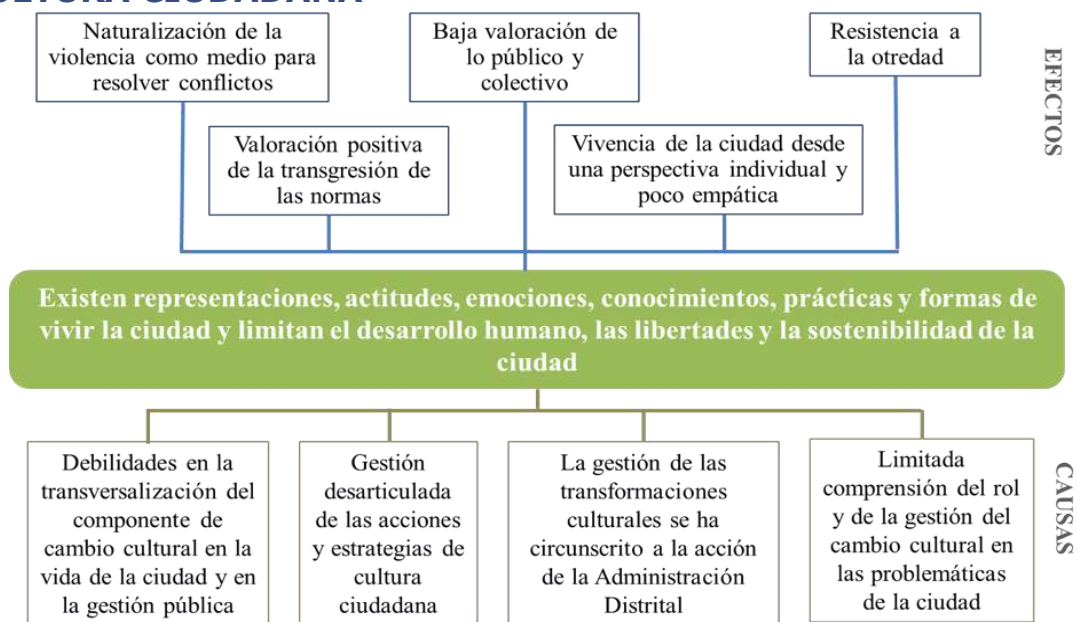 CULTURA CIUDADANA
Naturalización de la
violencia como medio para
resolver conflictos
Baja valoración de
lo público y
colectivo
Resistencia a
la otredad
EFECTOS
Valoración positiva
de la transgresión de
las normas
Vivencia de la ciudad desde
una perspectiva individual y
poco empática
Existen representaciones, actitudes, emociones, conocimientos, prácticas y formas de
vivir la ciudad y limitan el desarrollo humano, las libertades y la sostenibilidad de la
ciudad
Debilidades en la
transversalización del
componente de
cambio cultural en la
vida de la ciudad y en
la gestión pública
Gestión
desarticulada
de las acciones
y estrategias de
cultura
ciudadana
La gestión de las
transformaciones
culturales se ha
circunscrito a la acción
de la Administración
Distrital
Limitada
comprensión del rol
y de la gestión del
cambio cultural en
las problemáticas
de la ciudad
CAUSAS